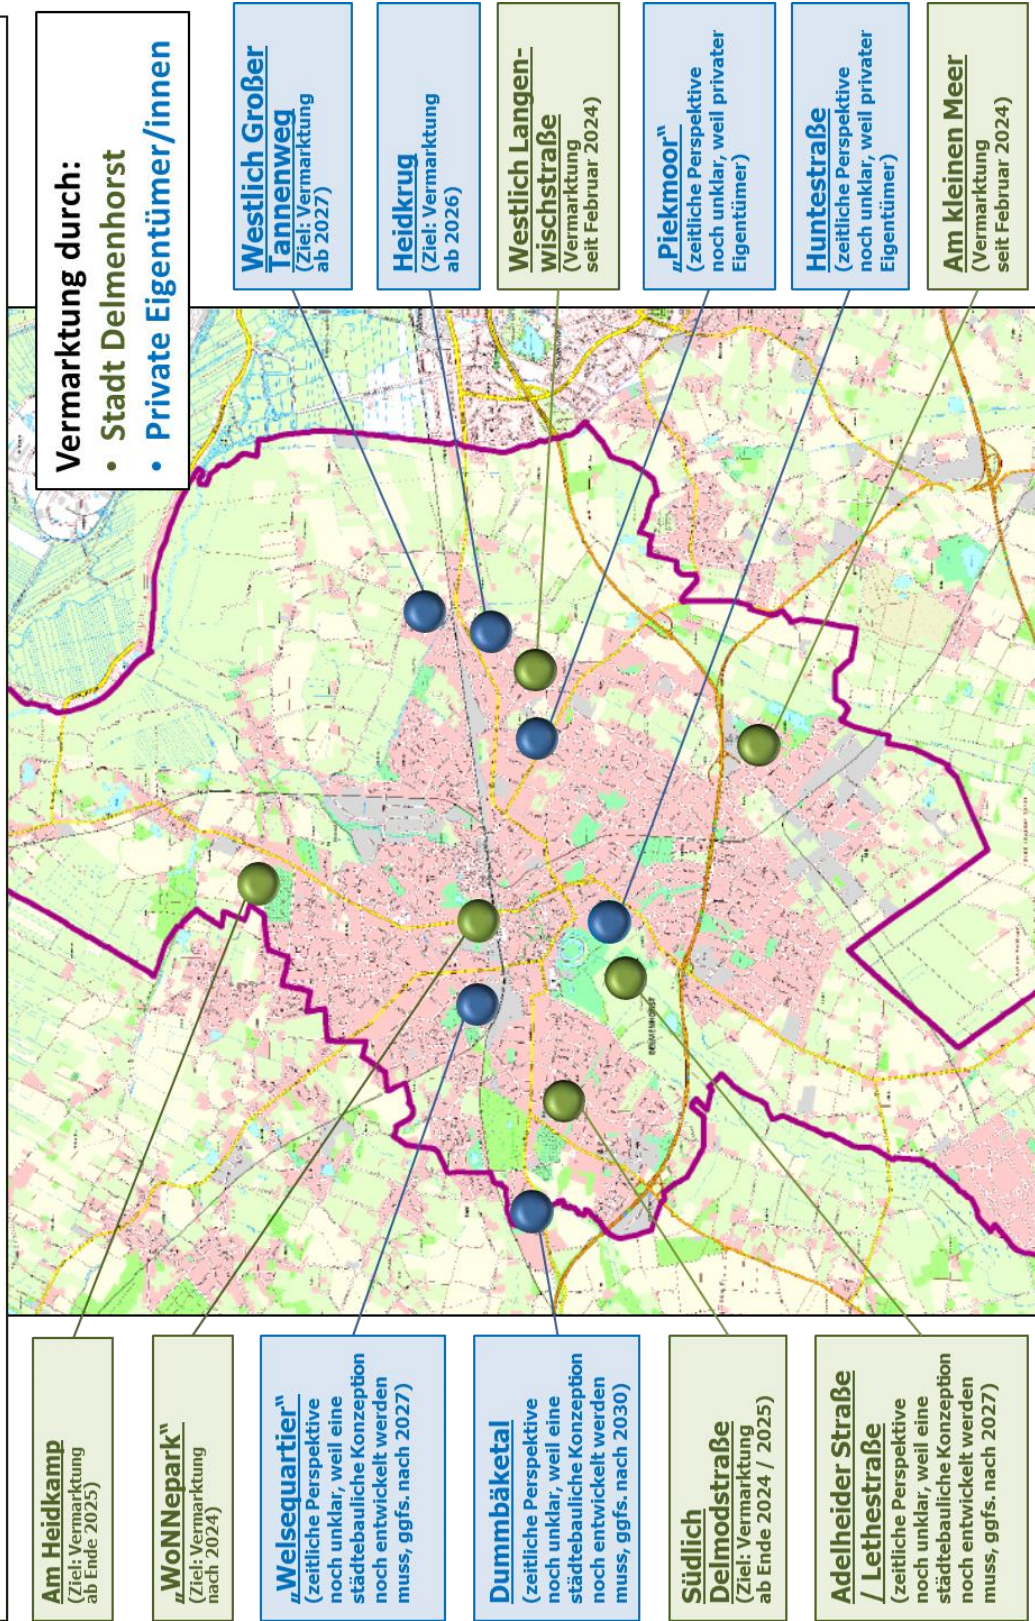 Vermarktung durch:
• Stadt Delmenhorst
• Private Eigentümer/innen
Am Heidkamp
(Ziel: Vermarktung
ab Ende 2025)
„WoNNepark“
(Ziel: Vermarktung
nach 2024)
„Welsequartier“
(zeitliche Perspektive
noch unklar, weil eine
städtebauliche Konzeption
noch entwickelt werden
muss, ggfs. nach 2027)
Dummbäketal
(zeitliche Perspektive
noch unklar, weil eine
städtebauliche Konzeption
noch entwickelt werden
muss, ggfs. nach 2030)
Südlich
Delmodstraße
(Ziel: Vermarktung
ab Ende 2024 / 2025)
Adelheider Straße
/ Lethestraße
(zeitliche Perspektive
noch unklar, weil eine
städtebauliche Konzeption
noch entwickelt werden
muss, ggfs. nach 2027)
Westlich Großer
Tannenweg
(Ziel: Vermarktung
ab 2027)
Heidkrug
(Ziel: Vermarktung
ab 2026)
Westlich Langen-
wischstraße
(Vermarktung
seit Februar 2024)
„Piekmoor“
(zeitliche Perspektive
noch unklar, weil privater
Eigentümer)
Huntestraße
(zeitliche Perspektive
noch unklar, weil privater
Eigentümer)
Am kleinen Meer
(Vermarktung
seit Februar 2024)
DELMENHORST